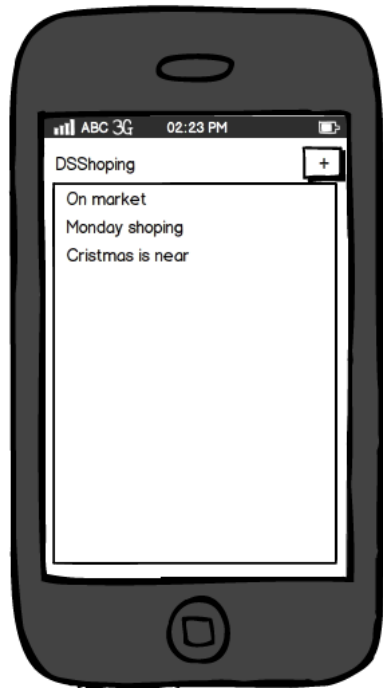 ABC 3G 02:23 PM
DSShoping +
On market
Monday shoping
Cristmas is near